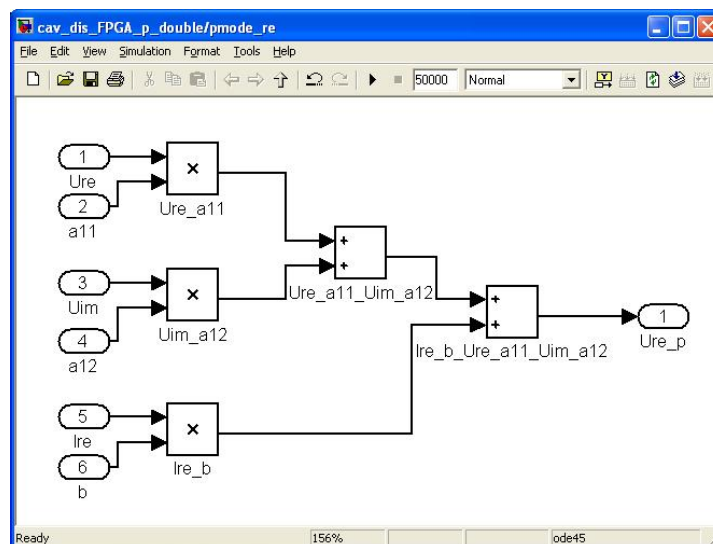 cav_dis_FPGA_p_double/pmode_re
File Edit View Simulation Format Tools Help
50000 Normal
1
Ure
2
a11
×
Ure_a11
3
Uim
4
a12
×
Uim_a12
+
+
Ure_a11_Uim_a12
+
+
Ire_b_Ure_a11_Uim_a12
1
Ure_p
5
Ire
6
b
×
Ire_b
Ready 156% ode45